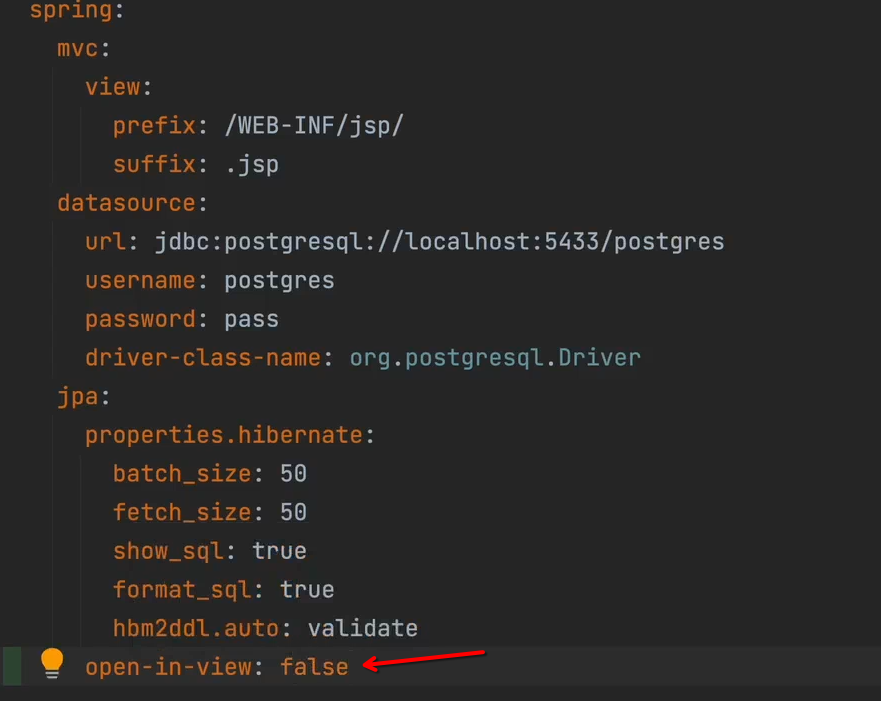 spring:
mvc:
view:
prefix: /WEB-INF/jsp/
suffix: .jsp
datasource:
url: jdbc:postgresql://localhost:5433/postgres
username: postgres
password: pass
driver-class-name: org.postgresql.Driver
jpa:
properties.hibernate:
batch_size: 50
fetch_size: 50
show_sql: true
format_sql: true
hbm2ddl.auto: validate
open-in-view: false